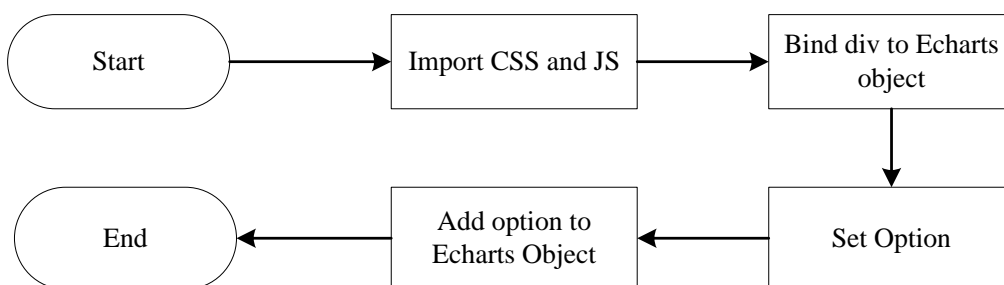 Start
Import CSS and JS
Bind div to Echarts
object
Set Option
Add option to
Echarts Object
End